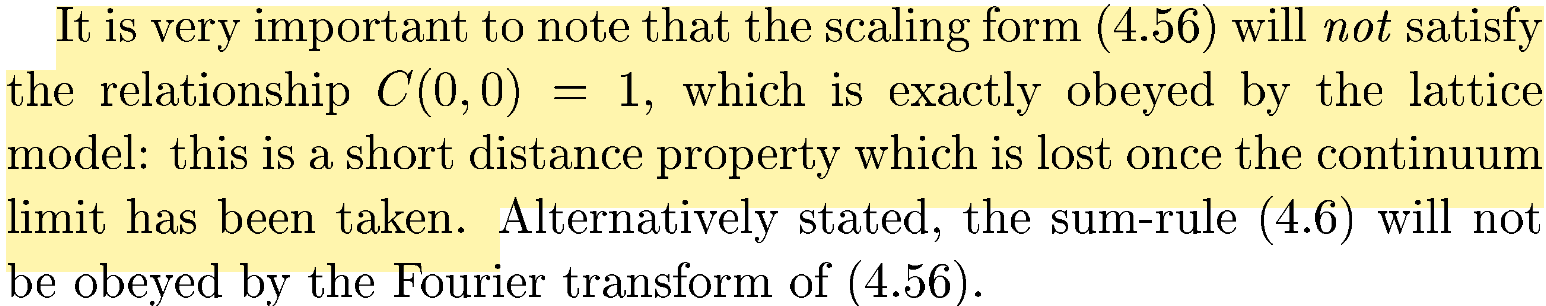 It is very important to note that the scaling form (4.56) will not satisfy
the relationship C(0, 0) = 1, which is exactly obeyed by the lattice
model: this is a short distance property which is lost once the continuum
limit has been taken. Alternatively stated, the sum-rule (4.6) will not
be obeyed by the Fourier transform of (4.56).